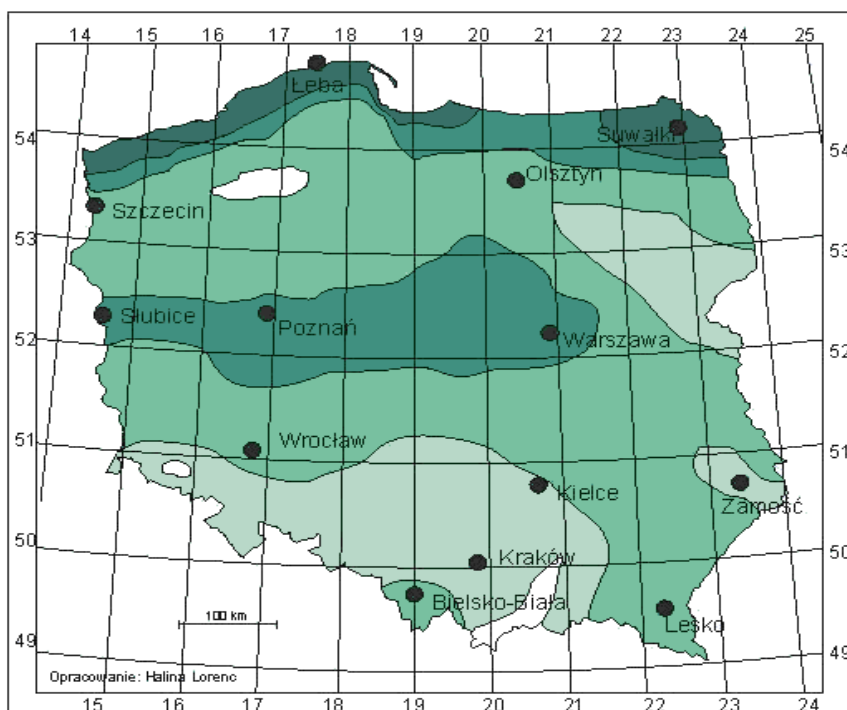 14 15 16 17 18 19 20 21 22 23 24 25
Łeba
54 Suwałki 54
Olsztyn
Szczecin
53 53
Słubice Poznań Warszawa
52 52
Wrocław
51 51
Kielce Zamość
50 Kraków 50
Bielsko-Biała
100 km Lesko
49 49
Opracowanie: Halina Lorenc
15 16 17 18 19 20 21 22 23 24